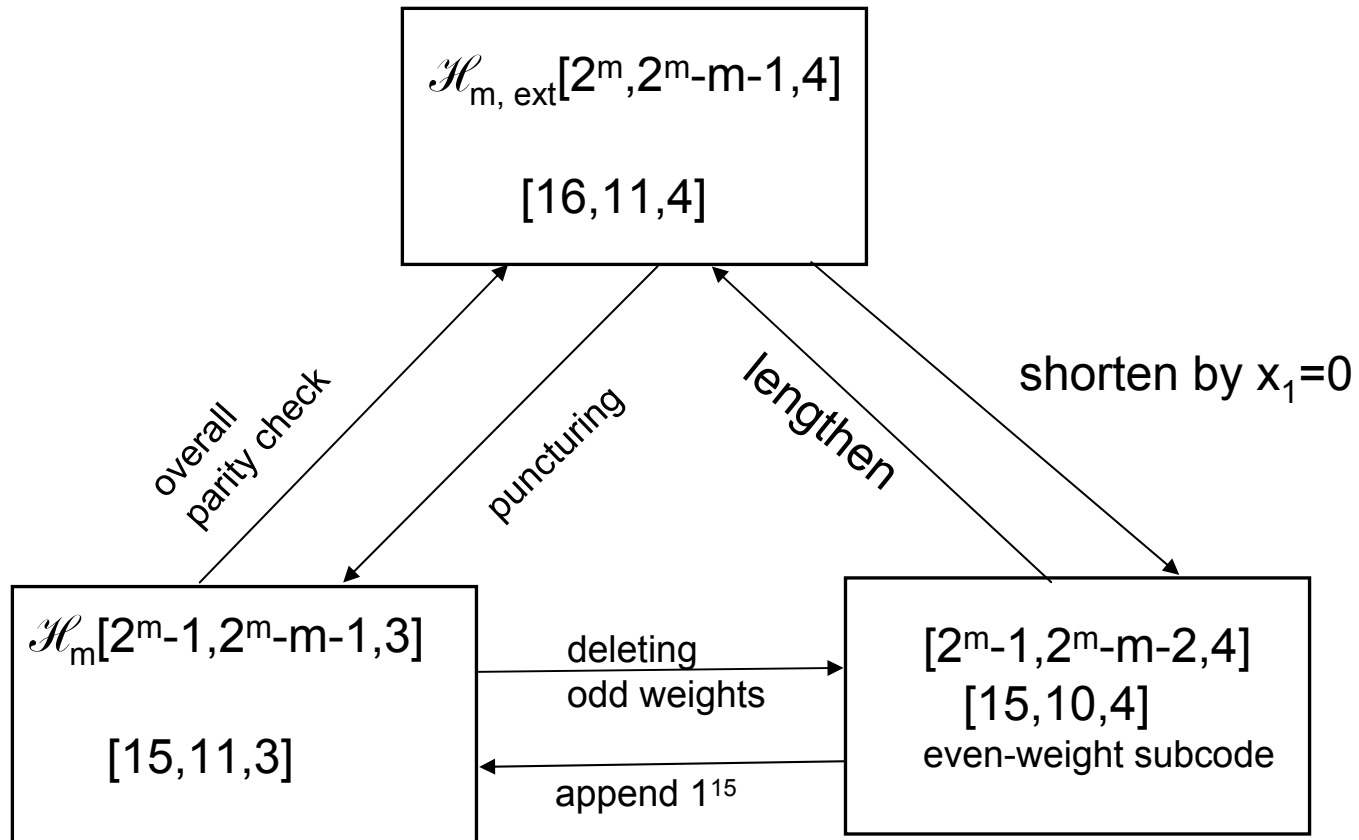 ℋm, ext[2ᵐ,2ᵐ-m-1,4]
[16,11,4]
overall
parity check
puncturing
lengthen
shorten by x₁=0
ℋm[2ᵐ-1,2ᵐ-m-1,3]
[15,11,3]
deleting
odd weights
append 1¹⁵
[2ᵐ-1,2ᵐ-m-2,4]
[15,10,4]
even-weight subcode